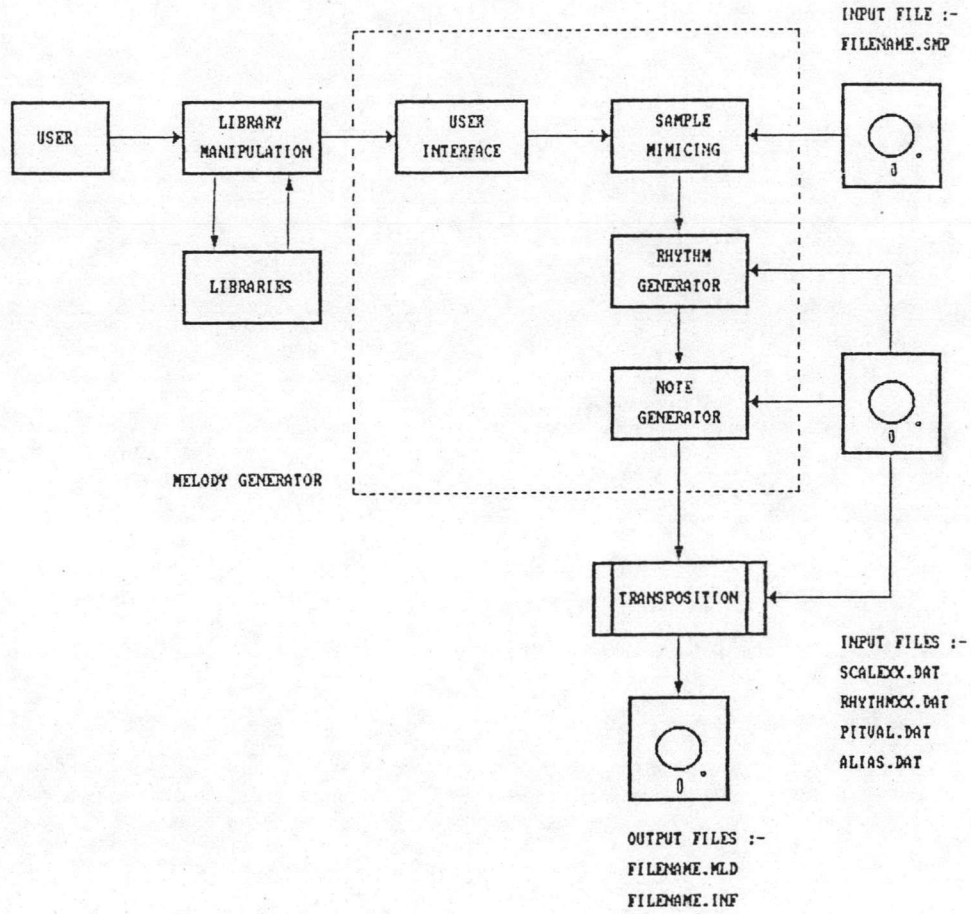 INPUT FILE :-
FILENAME.SMP
USER
LIBRARY
MANIPULATION
USER
INTERFACE
SAMPLE
MIMICING
LIBRARIES
RHYTHM
GENERATOR
NOTE
GENERATOR
MELODY GENERATOR
TRANSPOSITION
INPUT FILES :-
SCALEXX.DAT
RHYTHMXX.DAT
PITVAL.DAT
ALIAS.DAT
OUTPUT FILES :-
FILENAME.MLD
FILENAME.INF